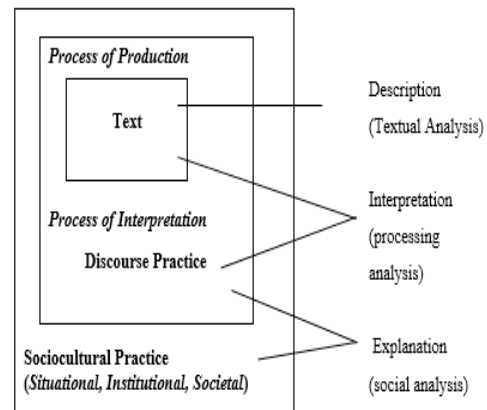 Process of Production
Text
Process of Interpretation
Discourse Practice
Sociocultural Practice
(Situational, Institutional, Societal)
Description
(Textual Analysis)
Interpretation
(processing
analysis)
Explanation
(social analysis)